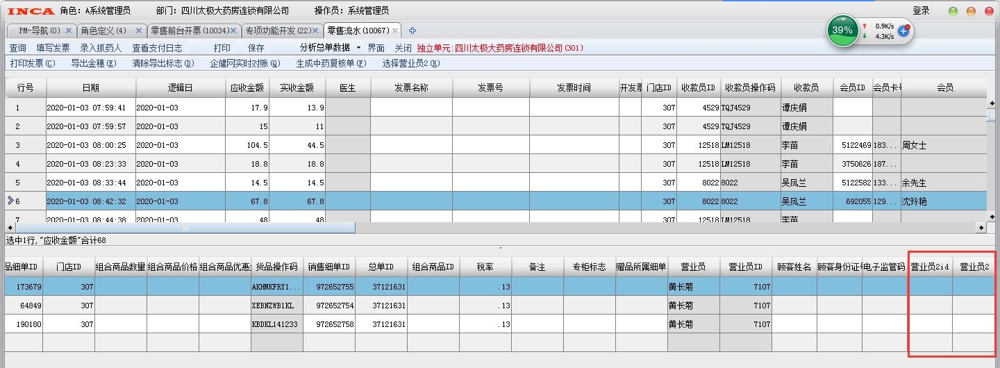 INCA 角色: A系统管理员 部门: 四川太极大药房连锁有限公司 操作员: 系统管理员 登录
PM-导航(0) 角色定义(4) 零售前台开票(10034) 专项功能开发(22) 零售流水(10067)
39% 0.9K/s
4.3K/s
查询 填写发票 录入抓药人 查看支付日志 打印 保存 分析总单数据 界面 关闭 独立单元:四川太极大药房连锁有限公司(301)
打印发票(C) 导出金穗(E) 清除导出标志(D) 企健网实时对账(Q) 生成中药复核单(F) 选择营业员2(R)
行号 日期 逻辑日 应收金额 实收金额 医生 发票名称 发票号 发票时间 开发票 门店ID 收款员ID 收款员操作码 收款员 会员ID 会员卡号 会员
1 2020-01-03 07:59:41 2020-01-03 17.9 13.9 307 4529 TQJ4529 谭庆娟
2 2020-01-03 07:59:57 2020-01-03 15 11 307 4529 TQJ4529 谭庆娟
3 2020-01-03 08:00:25 2020-01-03 104.5 44.5 307 12518 LM12518 李苗 5122469 183... 周女士
4 2020-01-03 08:23:33 2020-01-03 18.8 18.8 307 12518 LM12518 李苗 3750626 187...
5 2020-01-03 08:33:44 2020-01-03 14.5 14.5 307 8022 8022 吴凤兰 5122582 133... 余先生
6 2020-01-03 08:42:32 2020-01-03 67.8 67.8 307 8022 8022 吴凤兰 692055 129... 沈玲艳
7 2020-01-03 08:44:38 2020-01-03 48 48 307 12518 LM12518 李苗
选中1行,"应收金额"合计68
品细单ID 门店ID 组合商品数量 组合商品价格 组合商品优惠 货品操作码 销售细单ID 总单ID 组合商品ID 税率 备注 专柜标志 赠品所属细单 营业员 营业员ID 顾客姓名 顾客身份证号 电子监管码 营业员2id 营业员2
173679 307 AKHMKFRY1... 972652755 37121631 .13 黄长菊 7107
64849 307 XEBNZWB1KL 972652754 37121631 .13 黄长菊 7107
190180 307 KBDKL141233 972652758 37121631 .13 黄长菊 7107